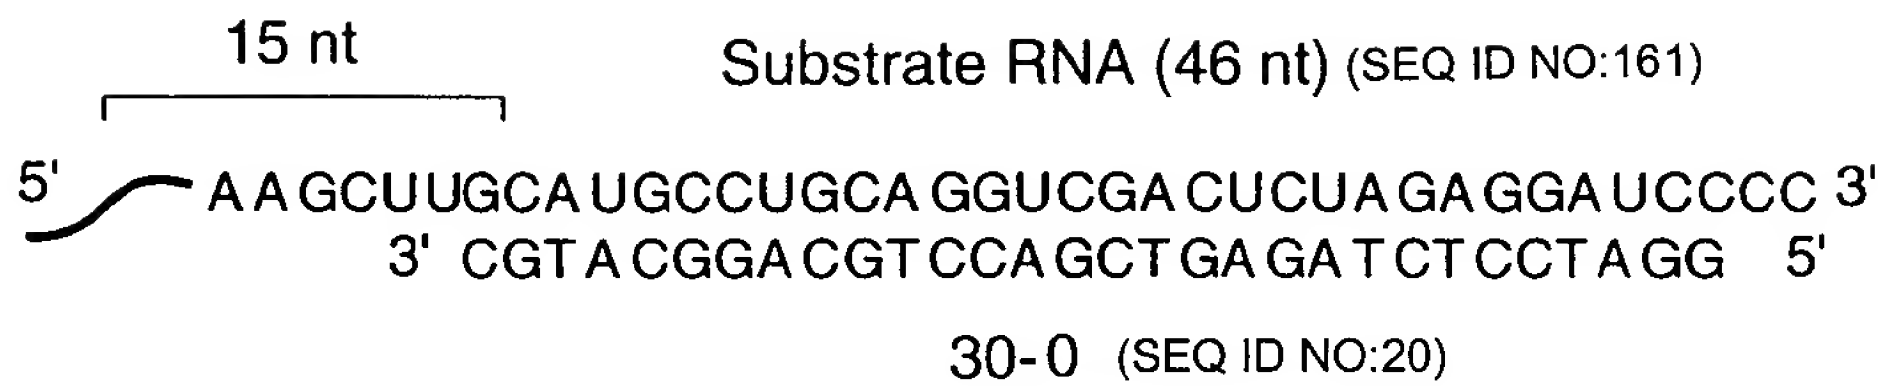 15 nt
Substrate RNA (46 nt) (SEQ ID NO:161)
5' AAGCUUGCAUGCCUGCAGGUCGACUCUAGAGGAUCCCC 3'
3' CGTACGGACGTCCAGCTGAGATCTCCTAGG 5'
30-0 (SEQ ID NO:20)